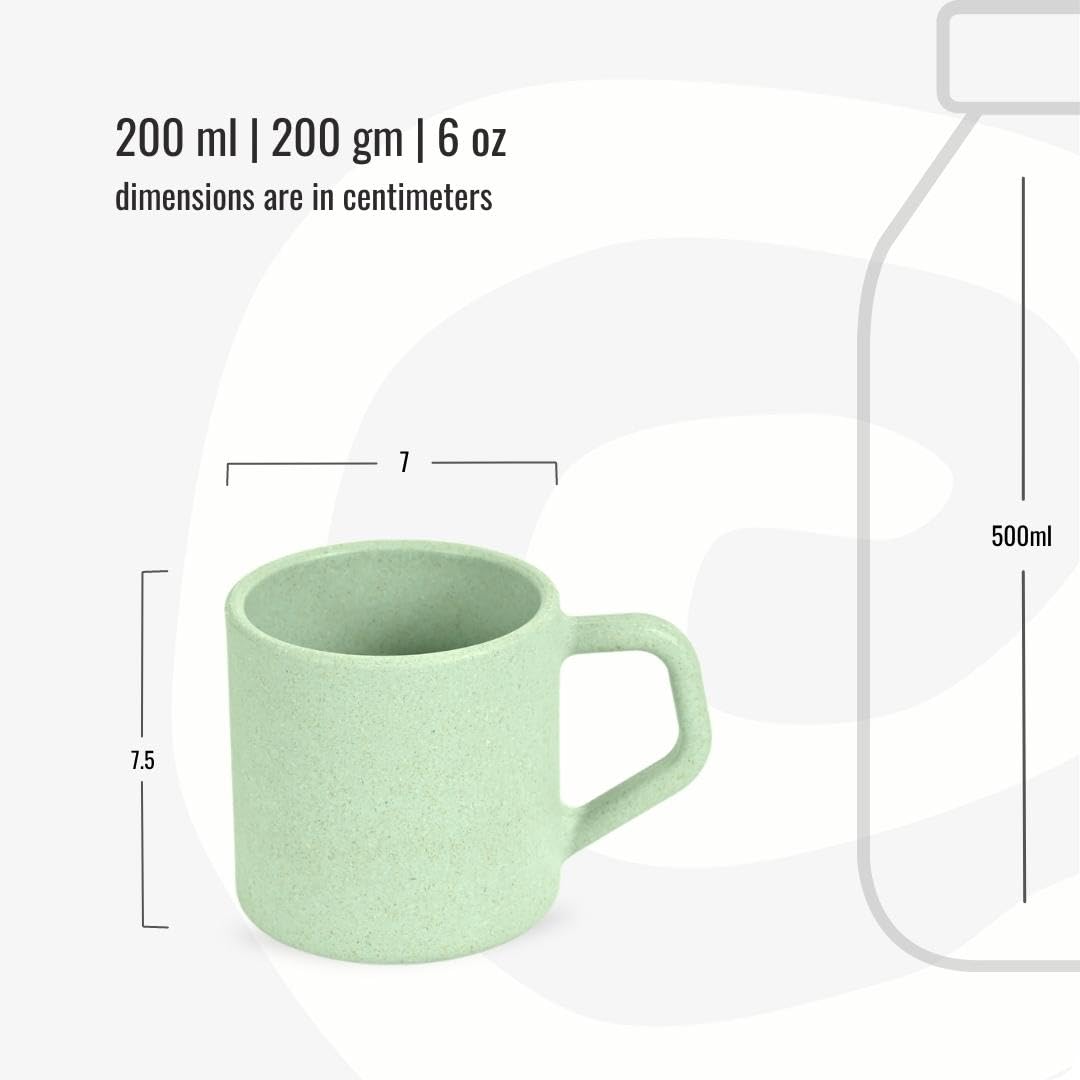 200 ml | 200 gm | 6 oz
dimensions are in centimeters
7
500ml
7.5